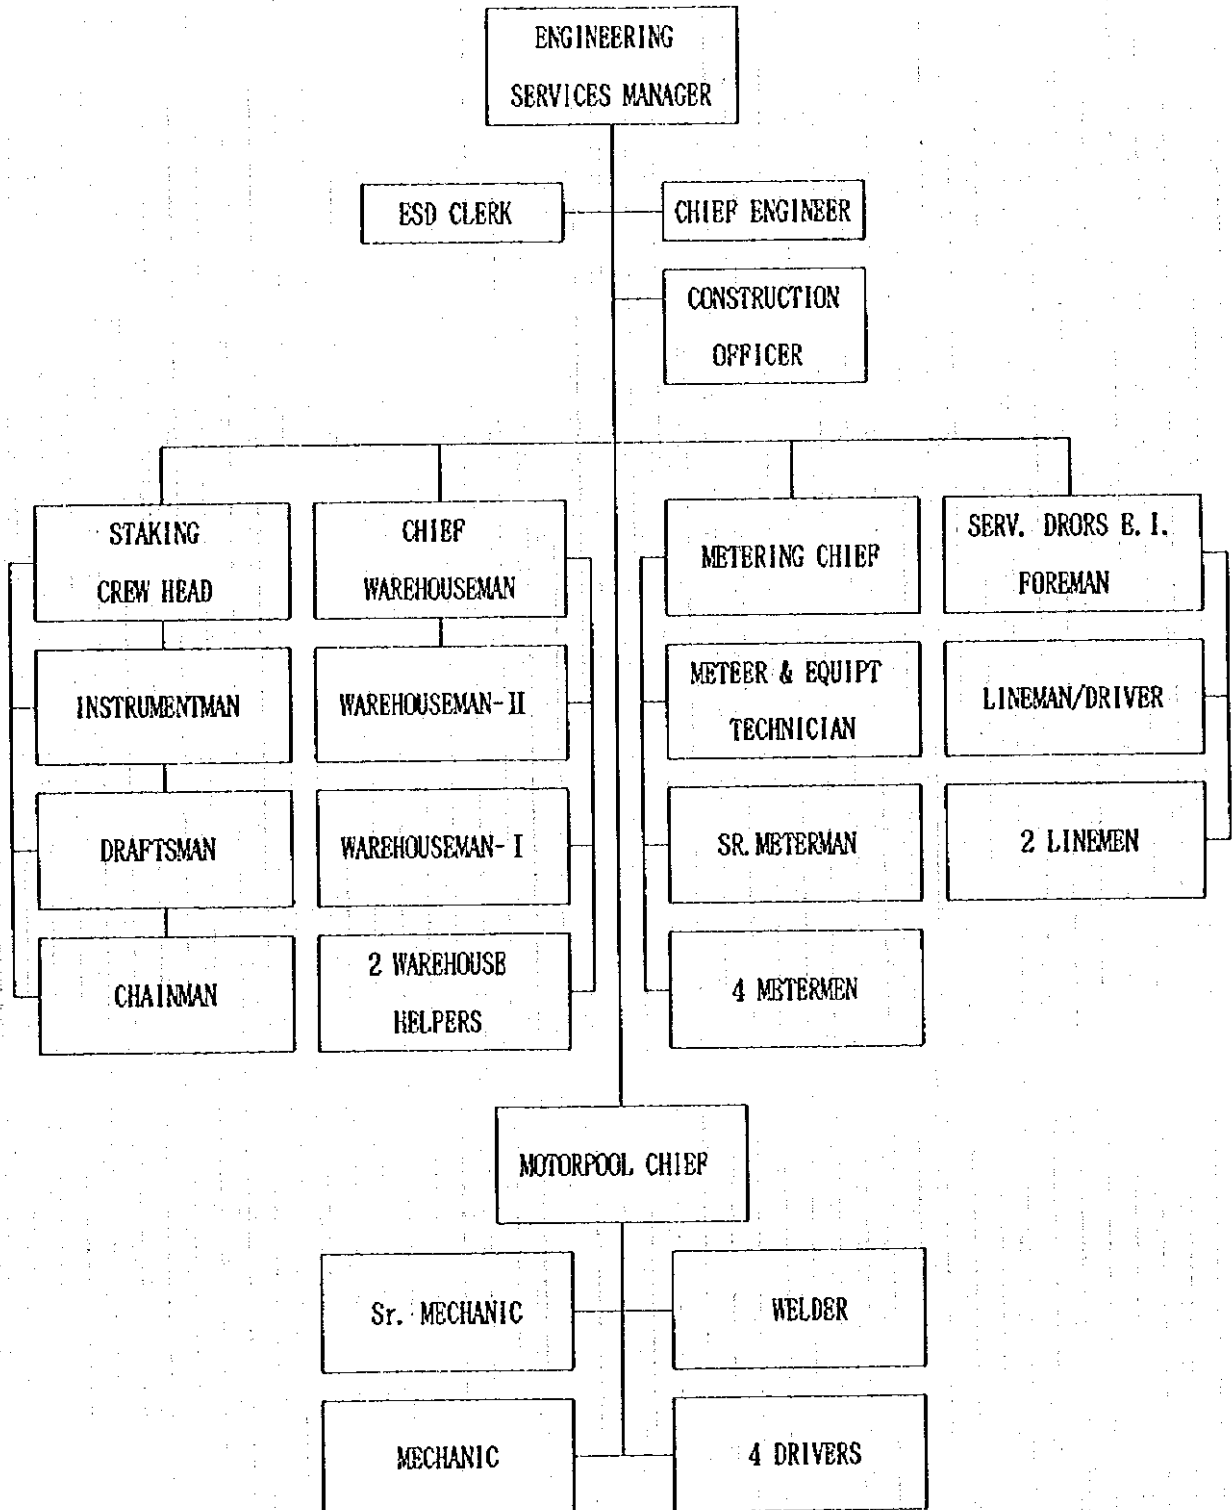 ENGINEERING
SERVICES MANAGER
ESD CLERK
CHIEF ENGINEER
CONSTRUCTION
OFFICER
STAKING
CREW HEAD
CHIEF
WAREHOUSEMAN
METERING CHIEF
SERV. DRORS E. I.
FOREMAN
INSTRUMENTMAN
WAREHOUSEMAN-II
METEER & EQUIPT
TECHNICIAN
LINEMAN/DRIVER
DRAFTSMAN
WAREHOUSEMAN-I
SR. METERMAN
2 LINEMEN
CHAINMAN
2 WAREHOUSE
HELPERS
4 METERMEN
MOTORPOOL CHIEF
Sr. MECHANIC
WELDER
MECHANIC
4 DRIVERS